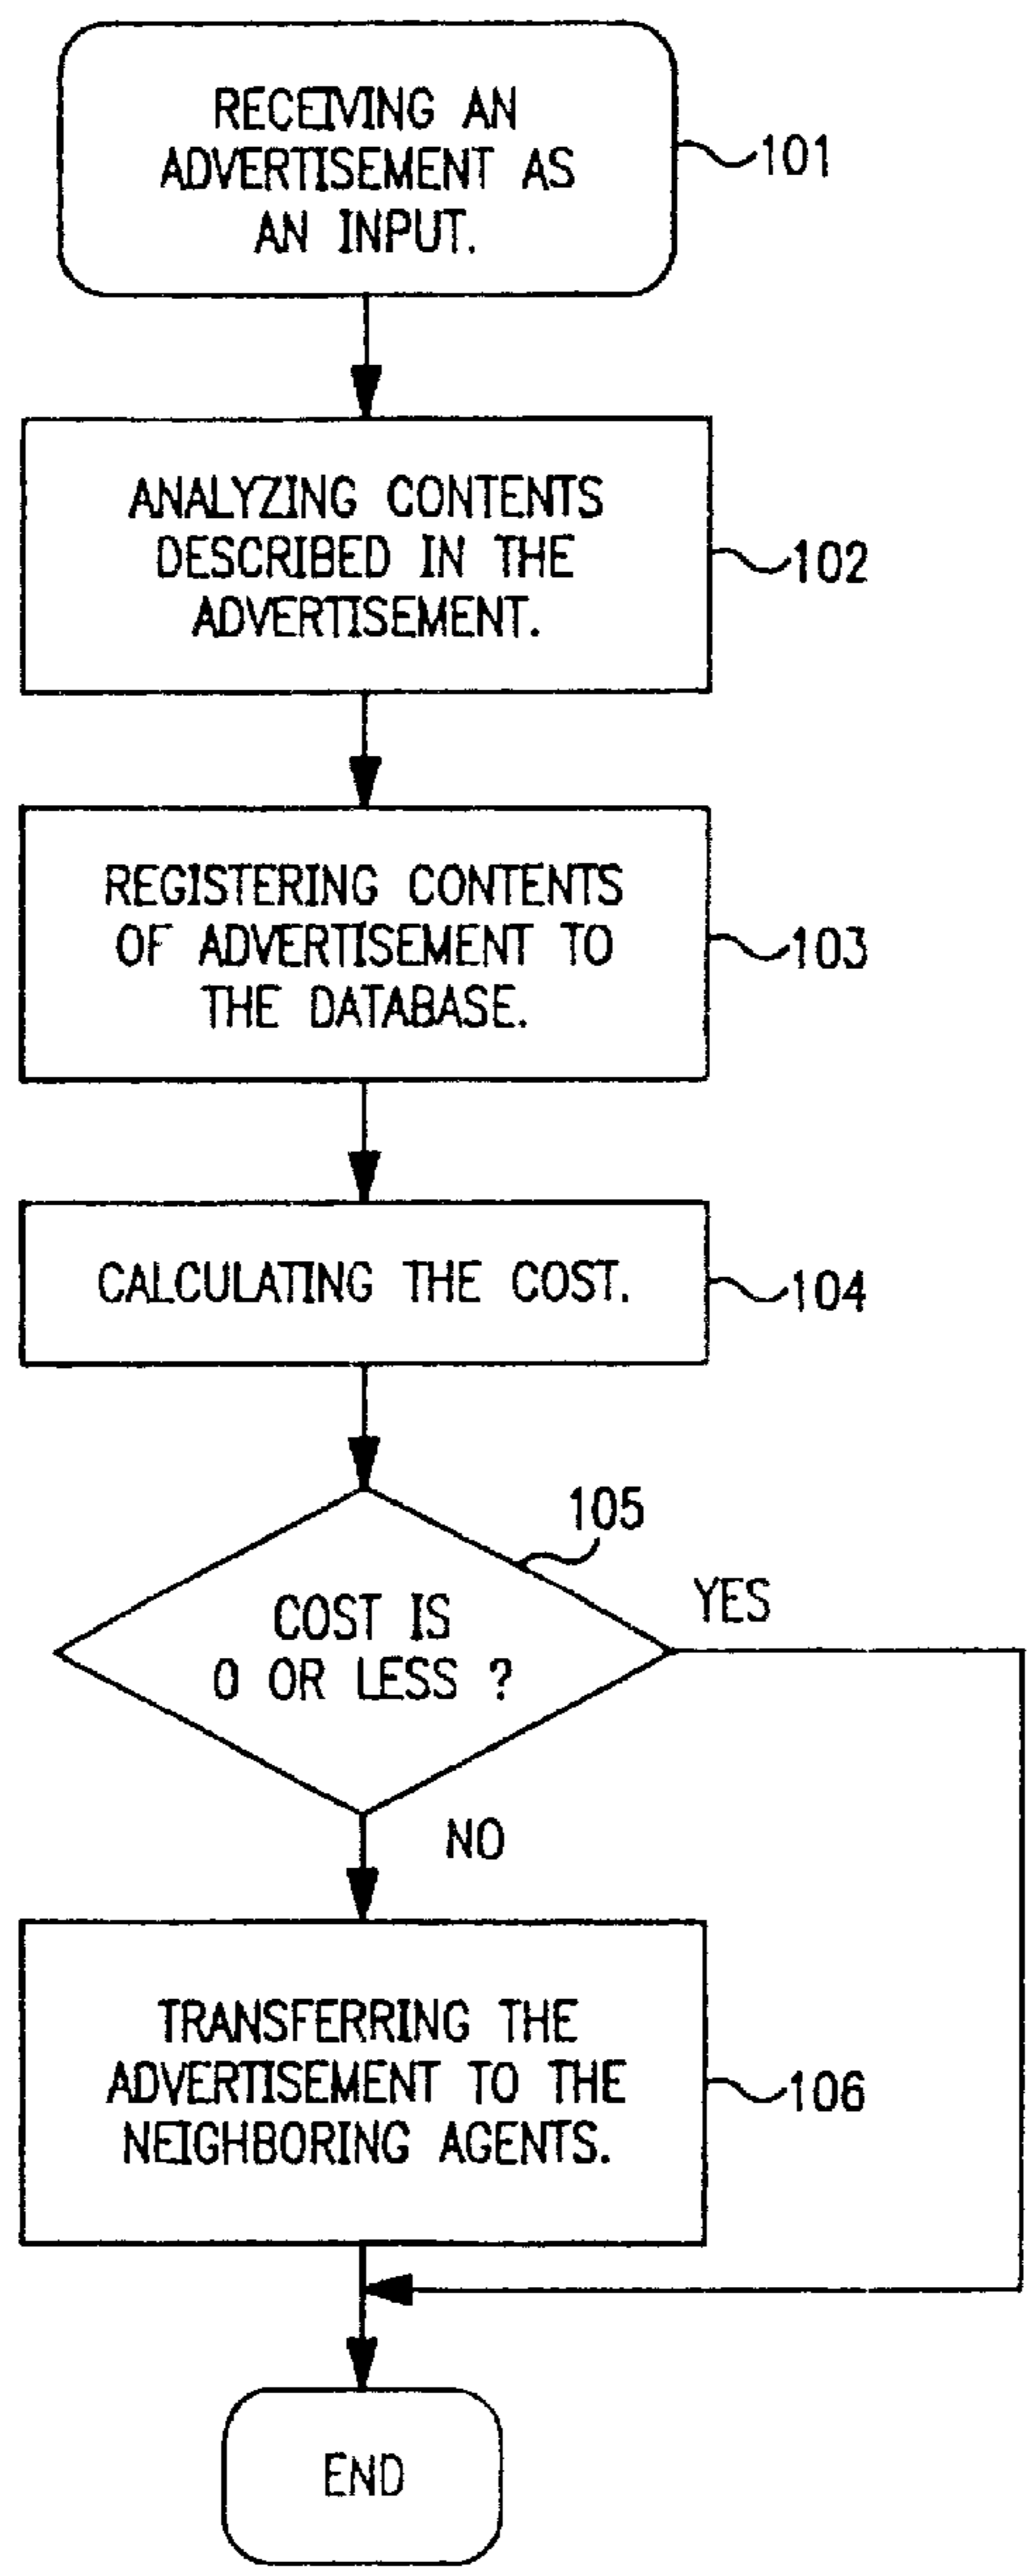 RECEIVING AN
ADVERTISEMENT AS
AN INPUT.
101
ANALYZING CONTENTS
DESCRIBED IN THE
ADVERTISEMENT.
102
REGISTERING CONTENTS
OF ADVERTISEMENT TO
THE DATABASE.
103
CALCULATING THE COST.
104
105
COST IS
0 OR LESS ?
YES
NO
TRANSFERRING THE
ADVERTISEMENT TO THE
NEIGHBORING AGENTS.
106
END